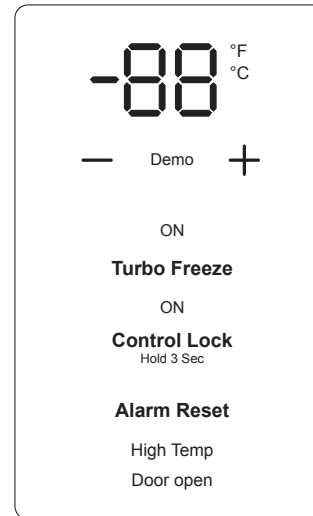 -88 °F
°C
— Demo +
ON
Turbo Freeze
ON
Control Lock
Hold 3 Sec
Alarm Reset
High Temp
Door open